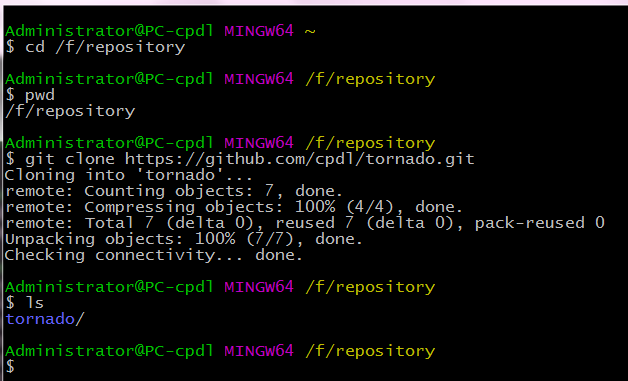 Administrator@PC-cpdl MINGW64 ~
$ cd /f/repository
Administrator@PC-cpdl MINGW64 /f/repository
$ pwd
/f/repository
Administrator@PC-cpdl MINGW64 /f/repository
$ git clone https://github.com/cpdl/tornado.git
Cloning into 'tornado'...
remote: Counting objects: 7, done.
remote: Compressing objects: 100% (4/4), done.
remote: Total 7 (delta 0), reused 7 (delta 0), pack-reused 0
Unpacking objects: 100% (7/7), done.
Checking connectivity... done.
Administrator@PC-cpdl MINGW64 /f/repository
$ ls
tornado/
Administrator@PC-cpdl MINGW64 /f/repository
$